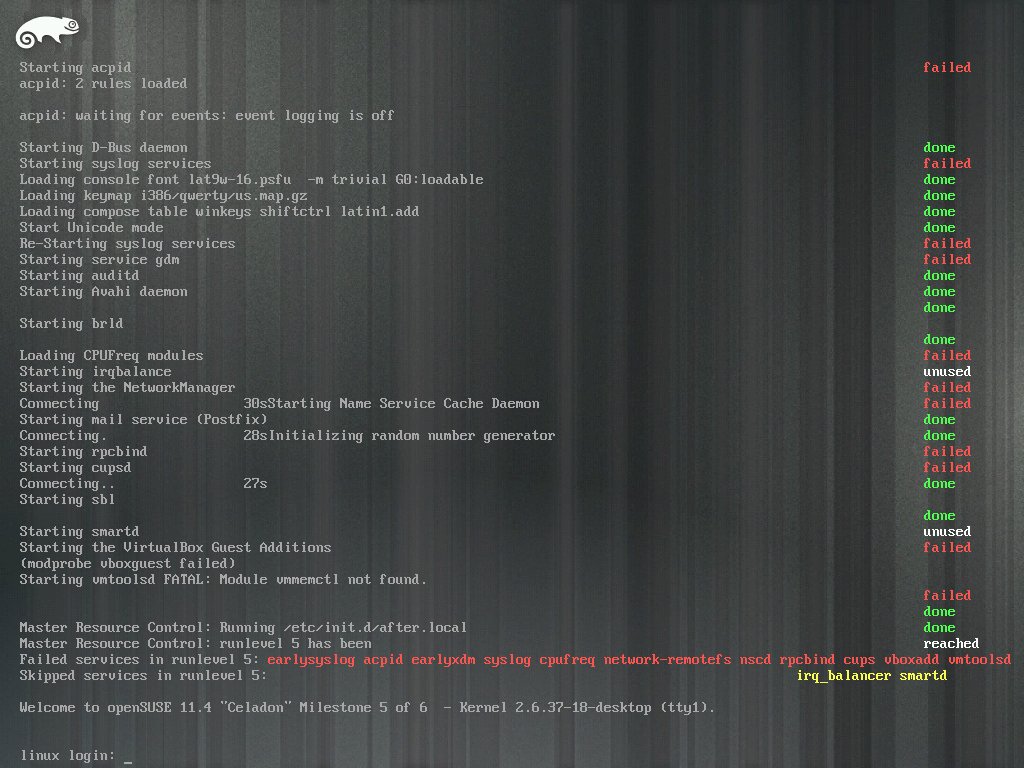 Starting acpid failed
acpid: 2 rules loaded
acpid: waiting for events: event logging is off
Starting D-Bus daemon done
Starting syslog services failed
Loading console font lat9w-16.psfu  -m trivial G0:loadable done
Loading keymap i386/qwerty/us.map.gz done
Loading compose table winkeys shiftctrl latin1.add done
Start Unicode mode done
Re-Starting syslog services failed
Starting service gdm failed
Starting auditd done
Starting Avahi daemon done
done
Starting brld
done
Loading CPUFreq modules failed
Starting irqbalance unused
Starting the NetworkManager failed
Connecting 30sStarting Name Service Cache Daemon failed
Starting mail service (Postfix) done
Connecting. 28sInitializing random number generator done
Starting rpcbind failed
Starting cupsd failed
Connecting.. 27s done
Starting sbl
done
Starting smartd unused
Starting the VirtualBox Guest Additions failed
(modprobe vboxguest failed)
Starting vmtoolsd FATAL: Module vmmemctl not found.
failed
done
Master Resource Control: Running /etc/init.d/after.local done
Master Resource Control: runlevel 5 has been reached
Failed services in runlevel 5: earlysyslog acpid earlyxdm syslog cpufreq network-remotefs nscd rpcbind cups vboxadd vmtoolsd
Skipped services in runlevel 5: irq_balancer smartd
Welcome to openSUSE 11.4 "Celadon" Milestone 5 of 6  - Kernel 2.6.37-18-desktop (tty1).
linux login: _